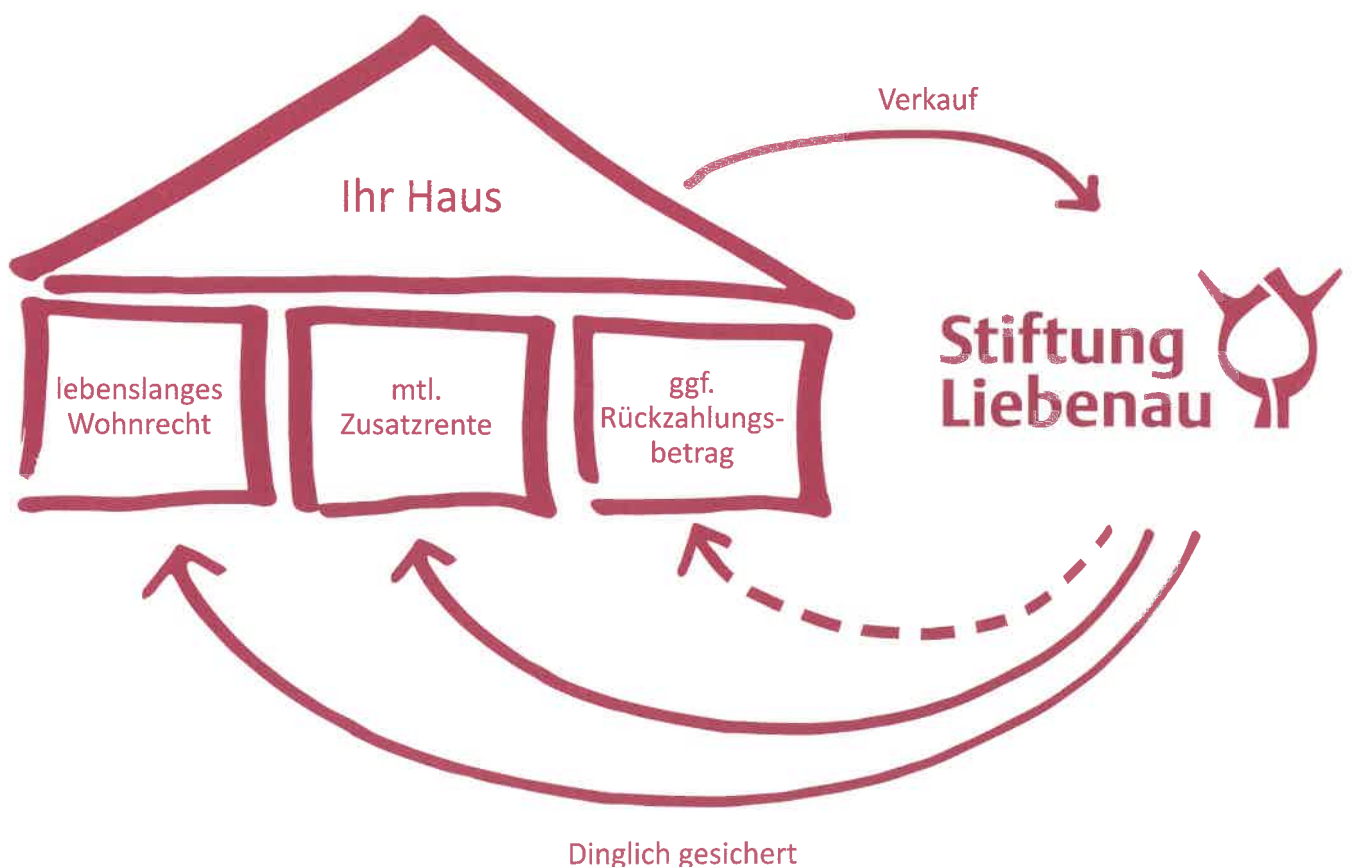 Verkauf
Ihr Haus
lebenslanges
Wohnrecht
mtl.
Zusatzrente
ggf.
Rückzahlungs-
betrag
Stiftung
Liebenau
Dinglich gesichert